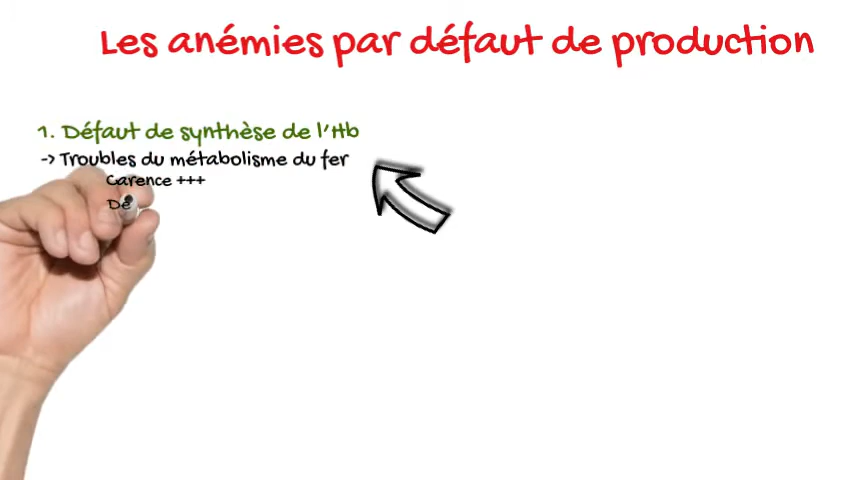 Les anémies par défaut de production
1. Défaut de synthèse de l'Hb
-> Troubles du métabolisme du fer
Carence +++
Dé